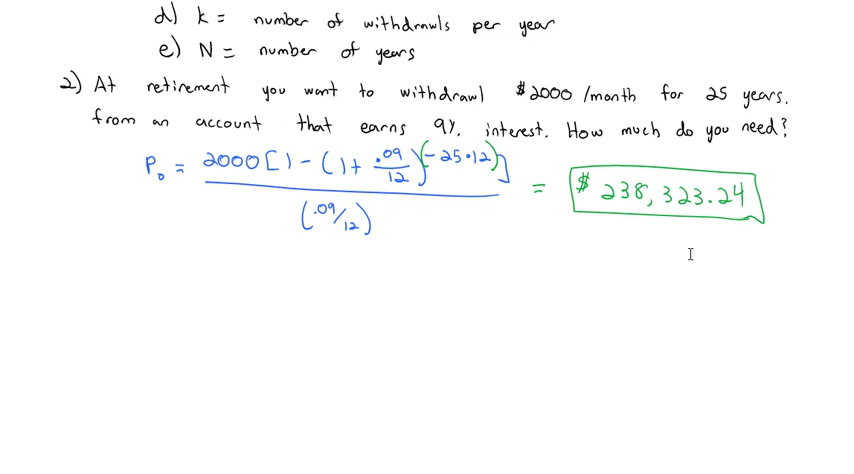 d) k = number of withdrawls per year
e) N = number of years
2) At retirement you want to withdrawl $2000 /month for 25 years.
from an account that earns 9% interest. How much do you need?
P₀ = 2000[1 - (1 + .09/12)^(-25·12)] / (.09/12) = $238,323.24